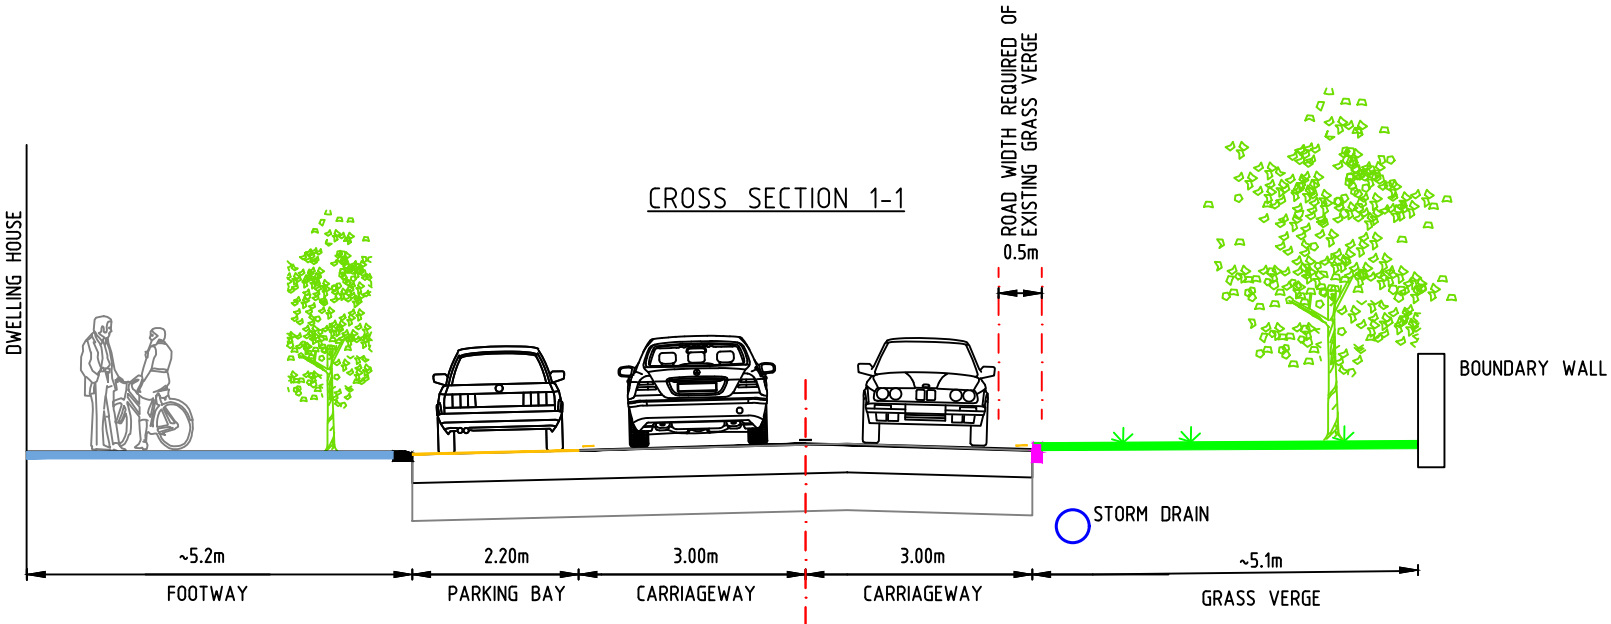 ROAD WIDTH REQUIRED OF
EXISTING GRASS VERGE
0.5m
CROSS SECTION 1-1
DWELLING HOUSE
BOUNDARY WALL
STORM DRAIN
~5.2m
2.20m
3.00m
3.00m
~5.1m
FOOTWAY
PARKING BAY
CARRIAGEWAY
CARRIAGEWAY
GRASS VERGE